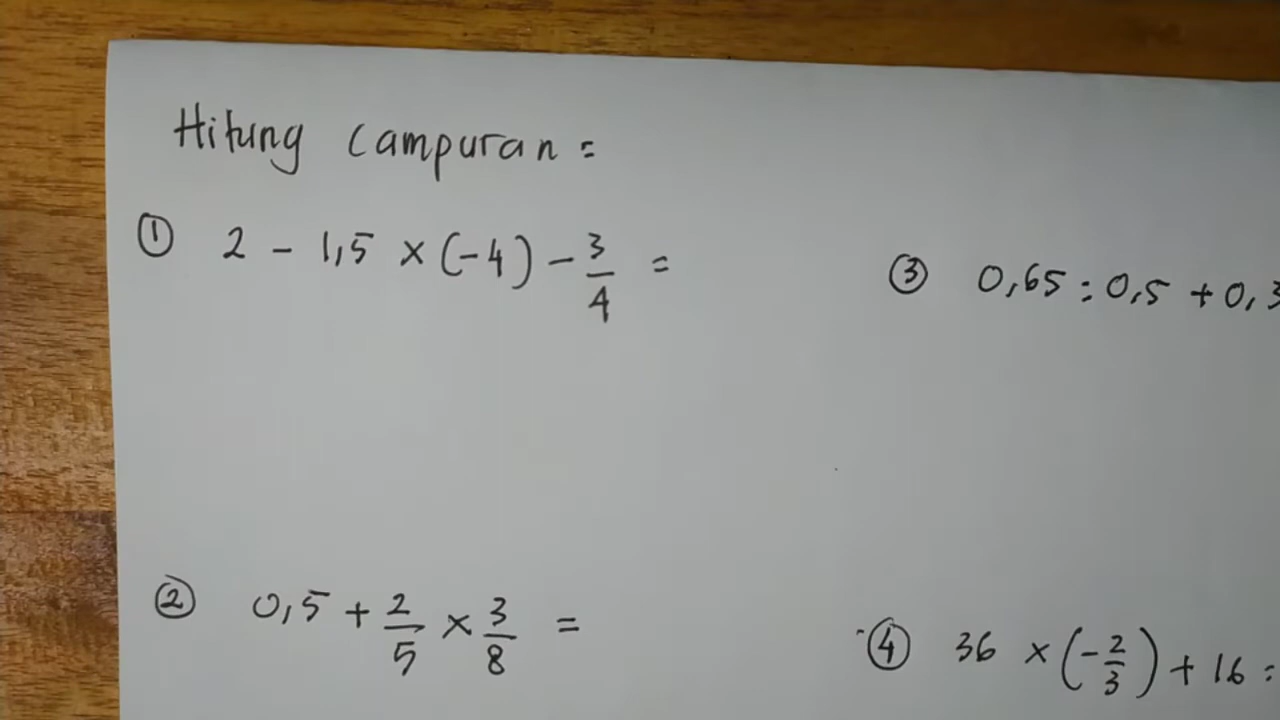 Hitung Campuran =
① 2 - 1,5 × (-4) - 3/4 =
② 0,5 + 2/5 × 3/8 =
③ 0,65 : 0,5 + 0,3
④ 36 × (-2/3) + 16 :